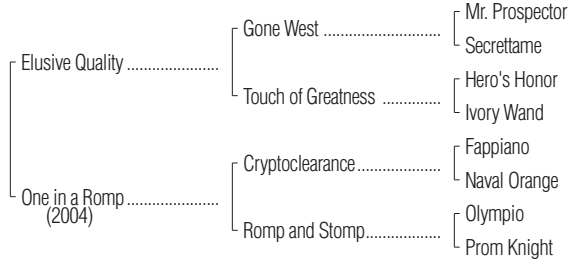 Mr. Prospector
Gone West ........................................
Secrettame
Elusive Quality ......................
Hero's Honor
Touch of Greatness ..............
Ivory Wand
Fappiano
Cryptoclearance....................
Naval Orange
One in a Romp ......................
(2004)
Olympio
Romp and Stomp..................
Prom Knight